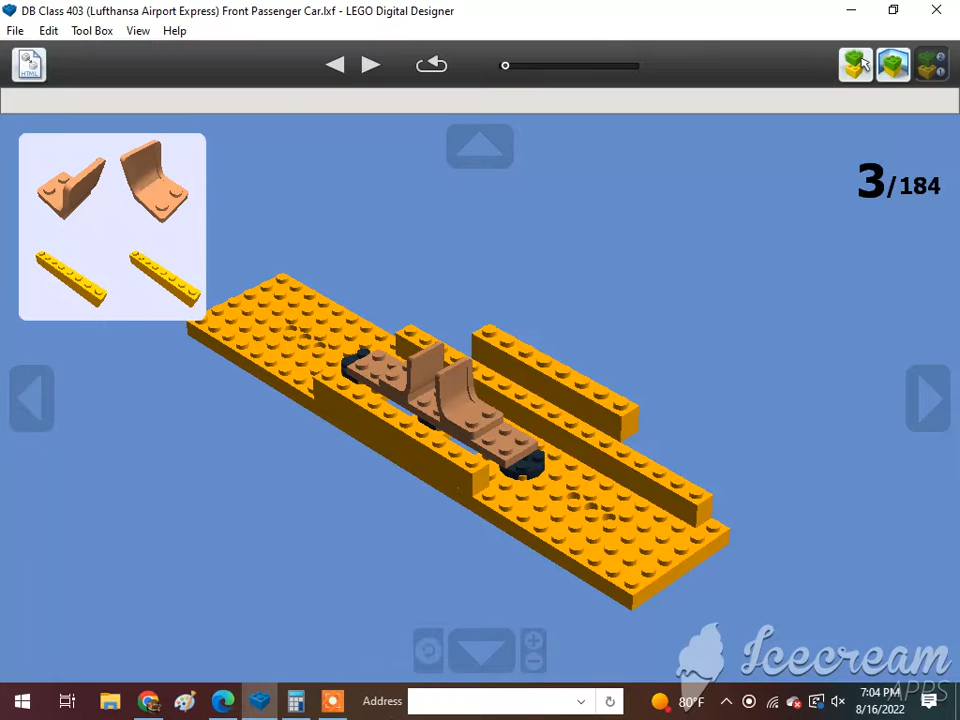 DB Class 403 (Lufthansa Airport Express) Front Passenger Car.lxf - LEGO Digital Designer
File Edit Tool Box View Help
HTML
3/184
Icecream
APPS
Address
80°F
7:04 PM
8/16/2022